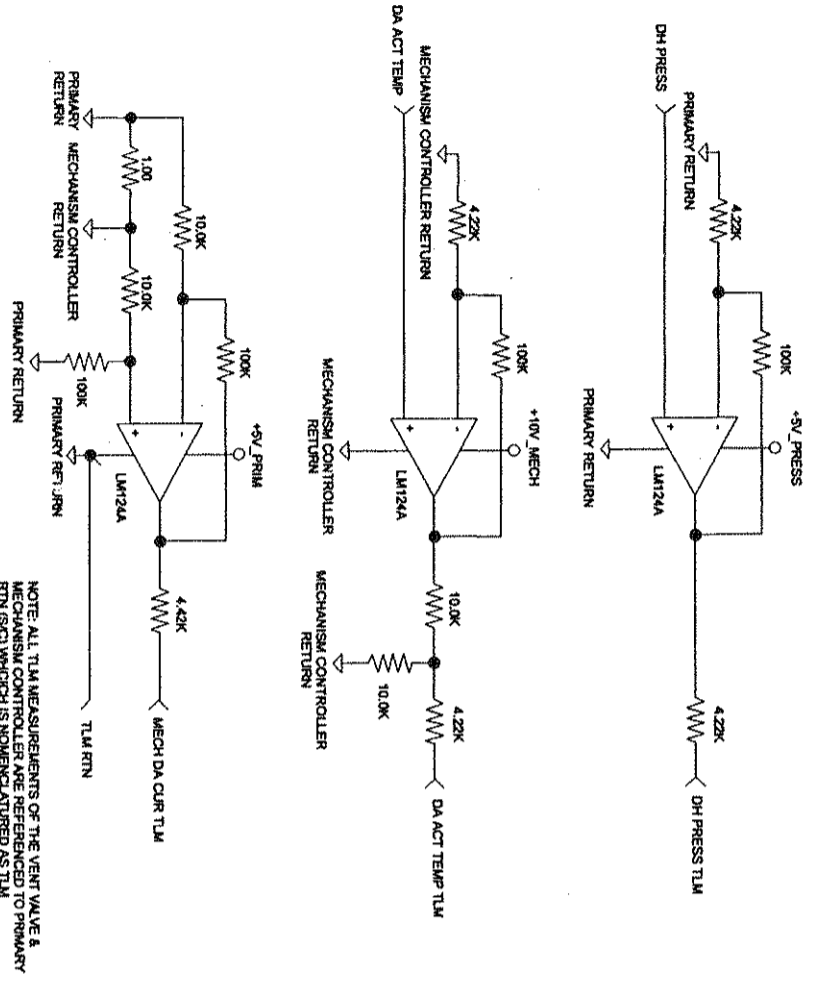 +5V_PRESS
100K
4.22K
PRIMARY RETURN
DH PRESS
-
+
LM124A
PRIMARY RETURN
4.22K
DH PRESS TLM
+10V_MECH
100K
4.22K
MECHANISM CONTROLLER RETURN
DA ACT TEMP
-
+
LM124A
MECHANISM CONTROLLER
RETURN
10.0K
4.22K
DA ACT TEMP TLM
10.0K
MECHANISM CONTROLLER
RETURN
+5V_PRIM
100K
10.0K
1.00
10.0K
PRIMARY
RETURN
MECHANISM CONTROLLER
RETURN
-
+
LM124A
100K
PRIMARY RETURN
PRIMARY RETURN
4.42K
MECH DA CUR TLM
TLM RTN
NOTE: ALL TLM MEASUREMENTS OF THE VENT VALVE &
MECHANISM CONTROLLER ARE REFERENCED TO PRIMARY
RTN (S/C) WHCICH IS NOMENCLATURED AS TLM